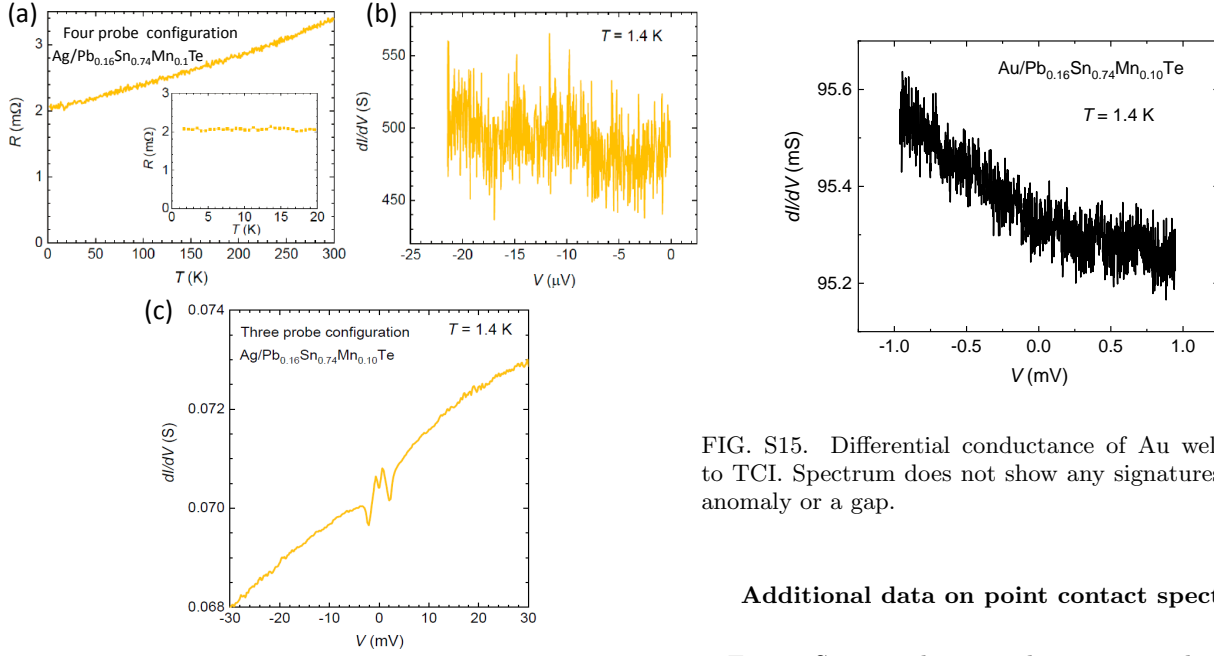 (a)
Four probe configuration
Ag/Pb0.16Sn0.74Mn0.1Te
R (mΩ)
3
2
1
0
0 50 100 150 200 250 300
T (K)
R (mΩ)
3
2
1
0
0 5 10 15 20
T (K)
(b)
T = 1.4 K
dI/dV (S)
550
500
450
-25 -20 -15 -10 -5 0
V (μV)
(c)
Three probe configuration
Ag/Pb0.16Sn0.74Mn0.10Te
T = 1.4 K
dI/dV (S)
0.074
0.072
0.070
0.068
-30 -20 -10 0 10 20 30
V (mV)
Au/Pb0.16Sn0.74Mn0.10Te
T = 1.4 K
dI/dV (mS)
95.6
95.4
95.2
-1.0 -0.5 0.0 0.5 1.0
V (mV)
FIG. S15. Differential conductance of Au wel
to TCI. Spectrum does not show any signatures
anomaly or a gap.
Additional data on point contact spect